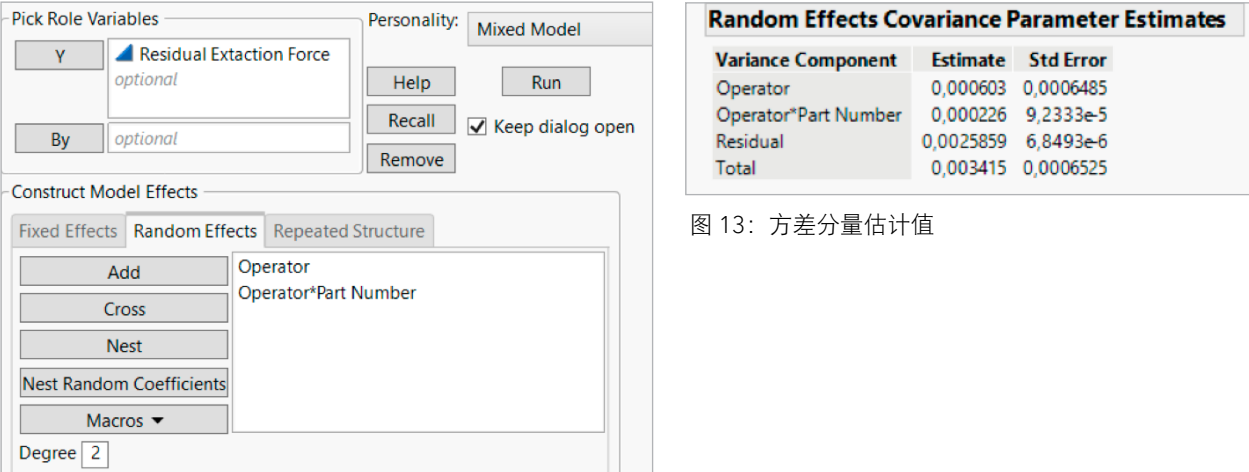 Pick Role Variables
Y
Residual Extaction Force
optional
By
optional
Personality:
Mixed Model
Help
Run
Recall
Keep dialog open
Remove
Construct Model Effects
Fixed Effects
Random Effects
Repeated Structure
Add
Cross
Nest
Nest Random Coefficients
Macros
Operator
Operator*Part Number
Degree 2
Random Effects Covariance Parameter Estimates
Variance Component Estimate Std Error
Operator 0,000603 0,0006485
Operator*Part Number 0,000226 9,2333e-5
Residual 0,0025859 6,8493e-6
Total 0,003415 0,0006525
图 13：方差分量估计值